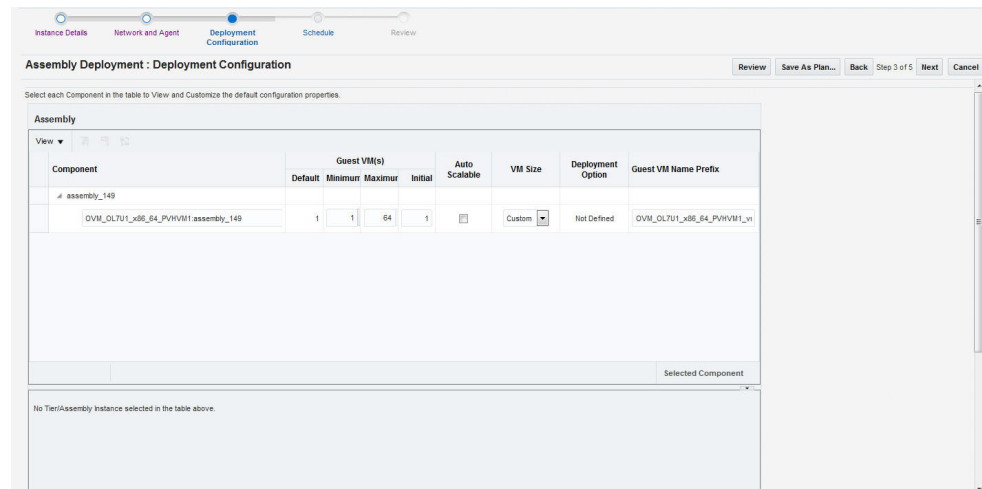 Instance Details Network and Agent Deployment Configuration Schedule Review
Assembly Deployment : Deployment Configuration
Review Save As Plan... Back Step 3 of 5 Next Cancel
Select each Component in the table to View and Customize the default configuration properties.
Assembly
View
Component Guest VM(s) Auto Scalable VM Size Deployment Option Guest VM Name Prefix
Default Minimum Maximur Initial
assembly_149
OVM_OL7U1_x86_64_PVHVM1:assembly_149 1 1 64 1 Custom Not Defined OVM_OL7U1_x86_64_PVHVM1_vi
Selected Component
No Tier/Assembly Instance selected in the table above.